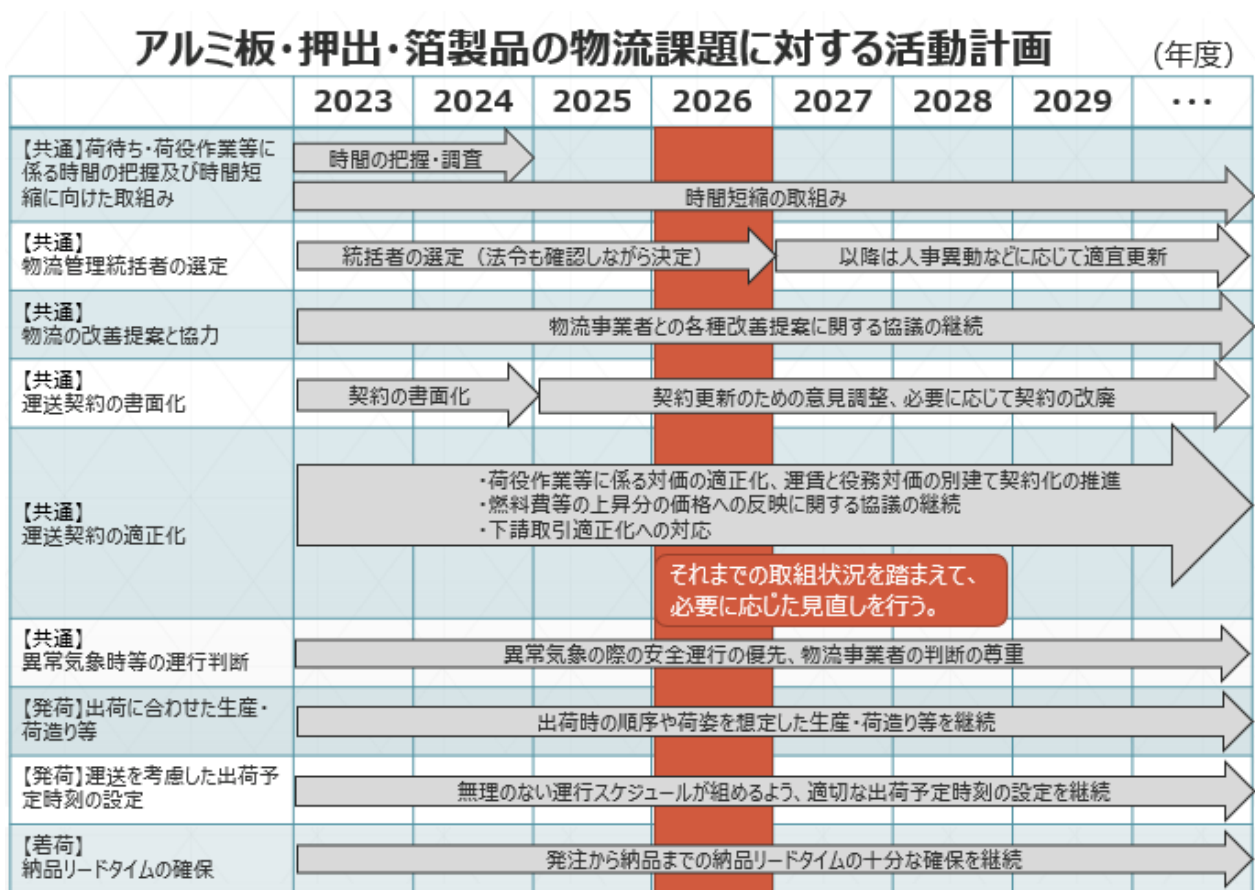 アルミ板・押出・箔製品の物流課題に対する活動計画
(年度)
2023 2024 2025 2026 2027 2028 2029 ･･･
【共通】荷待ち・荷役作業等に
係る時間の把握及び時間短
縮に向けた取組み
時間の把握・調査
時間短縮の取組み
【共通】
物流管理統括者の選定
統括者の選定（法令も確認しながら決定）
以降は人事異動などに応じて適宜更新
【共通】
物流の改善提案と協力
物流事業者との各種改善提案に関する協議の継続
【共通】
運送契約の書面化
契約の書面化
契約更新のための意見調整、必要に応じて契約の改廃
【共通】
運送契約の適正化
・荷役作業等に係る対価の適正化、運賃と役務対価の別建て契約化の推進
・燃料費等の上昇分の価格への反映に関する協議の継続
・下請取引適正化への対応
それまでの取組状況を踏まえて、
必要に応じた見直しを行う。
【共通】
異常気象時等の運行判断
異常気象の際の安全運行の優先、物流事業者の判断の尊重
【発荷】出荷に合わせた生産・
荷造り等
出荷時の順序や荷姿を想定した生産・荷造り等を継続
【発荷】運送を考慮した出荷予
定時刻の設定
無理のない運行スケジュールが組めるよう、適切な出荷予定時刻の設定を継続
【着荷】
納品リードタイムの確保
発注から納品までの納品リードタイムの十分な確保を継続